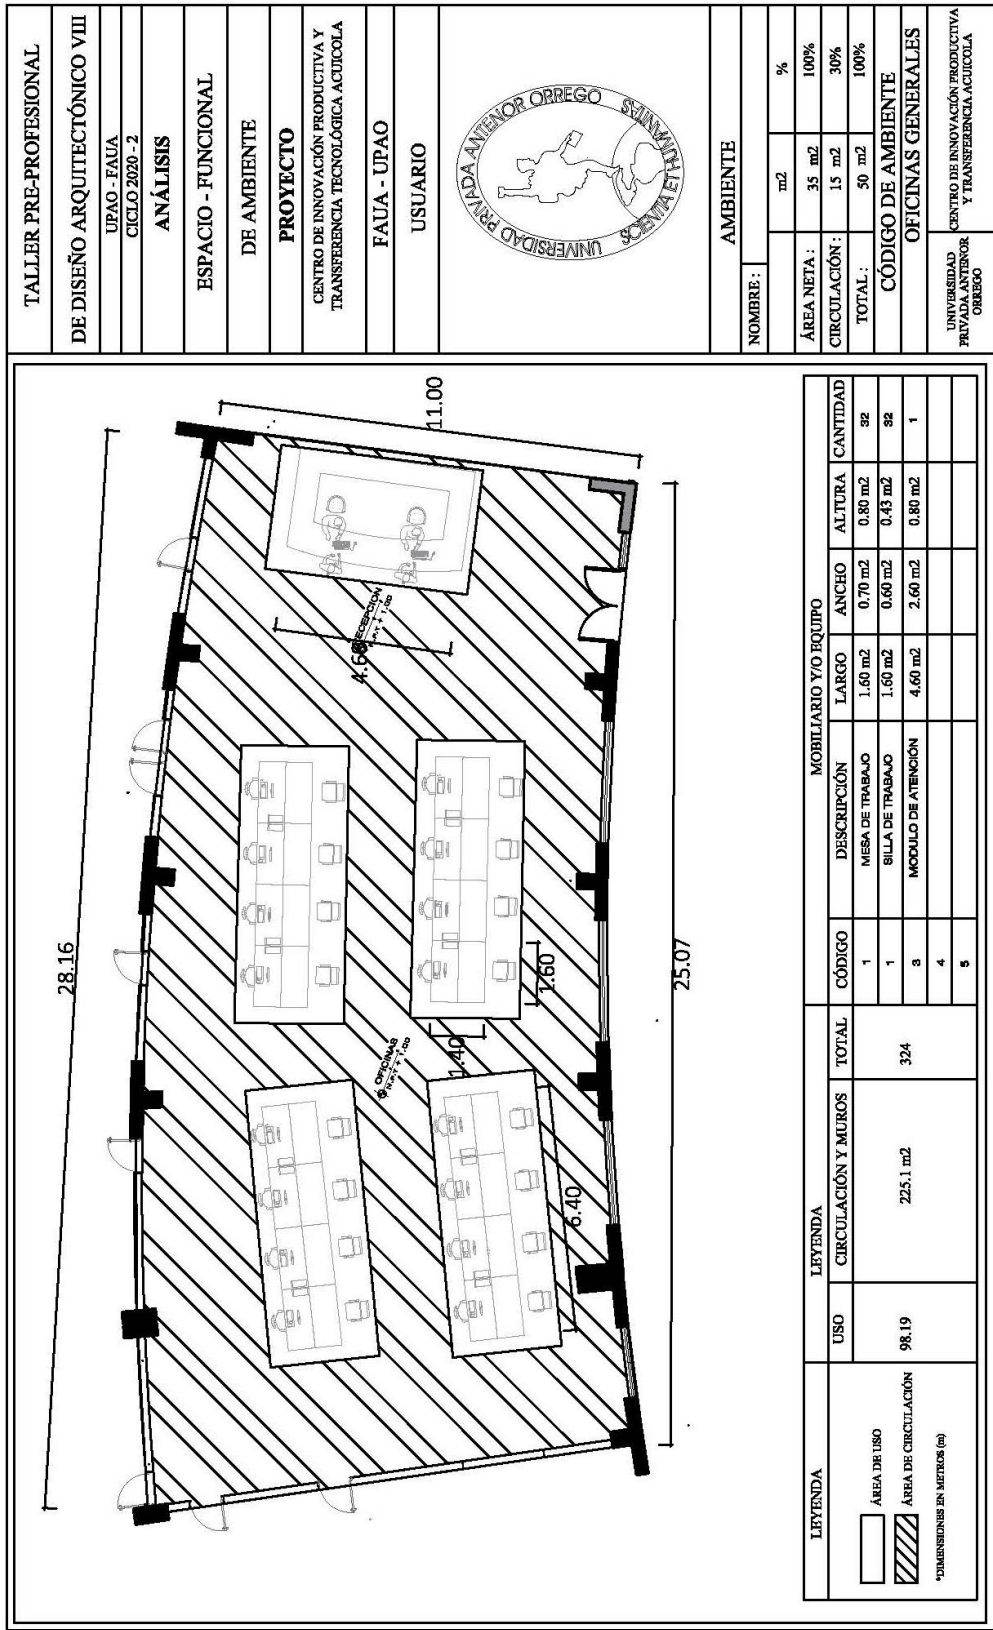 TALLER PRE-PROFESIONAL
DE DISEÑO ARQUITECTÓNICO VIII
UPAO - FAUA
CICLO 2020 - 2
ANÁLISIS
ESPACIO - FUNCIONAL
DE AMBIENTE
PROYECTO
CENTRO DE INNOVACIÓN PRODUCTIVA Y
TRANSFERENCIA TECNOLÓGICA ACUICOLA
FAUA - UPAO
USUARIO
UNIVERSIDAD PRIVADA ANTENOR ORREGO
SCIENTIA MUNERIS ET HUMANITAS
AMBIENTE
NOMBRE :
m2 %
ÁREA NETA : 35 m2 100%
CIRCULACIÓN : 15 m2 30%
TOTAL : 50 m2 100%
CÓDIGO DE AMBIENTE
OFICINAS GENERALES
UNIVERSIDAD
PRIVADA ANTENOR
ORREGO
CENTRO DE INNOVACIÓN PRODUCTIVA
Y TRANSFERENCIA ACUICOLA
28.16
11.00
RECEPCION
N.P.T + 1.00
4.60
OFICINAS
N.P.T + 1.00
1.40
1.60
6.40
25.07
LEYENDA
ÁREA DE USO
ÁREA DE CIRCULACIÓN
*DIMENSIONES EN METROS (m)
LEYENDA
USO CIRCULACIÓN Y MUROS TOTAL
98.19 225.1 m2 324
MOBILIARIO Y/O EQUIPO
CÓDIGO DESCRIPCIÓN LARGO ANCHO ALTURA CANTIDAD
1 MESA DE TRABAJO 1.60 m2 0.70 m2 0.80 m2 32
1 SILLA DE TRABAJO 1.60 m2 0.60 m2 0.43 m2 32
3 MODULO DE ATENCIÓN 4.60 m2 2.60 m2 0.80 m2 1
4
5